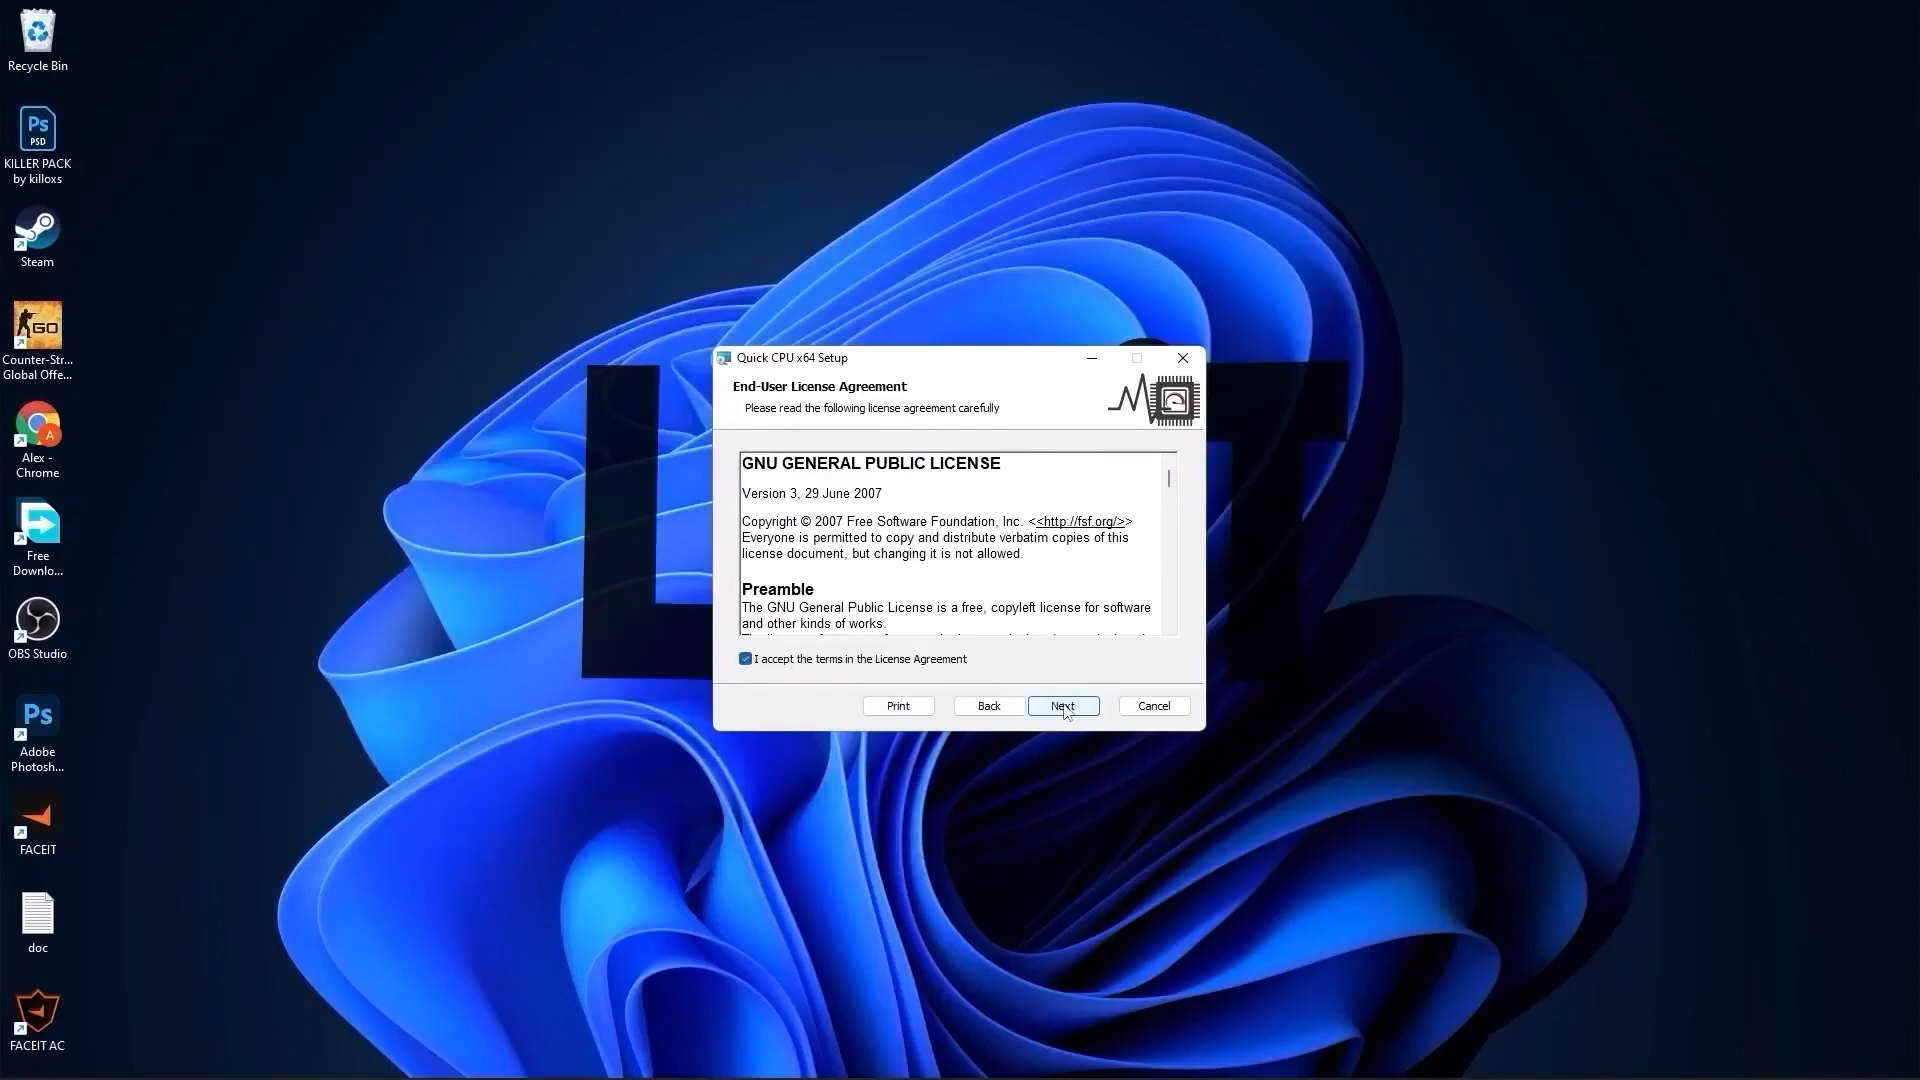 Recycle Bin
Ps
PSD
KILLER PACK
by killoxs
Steam
GO
Counter-Str...
Global Offe...
A
Alex -
Chrome
Free
Downlo...
OBS Studio
Ps
Adobe
Photosh...
FACEIT
doc
FACEIT AC
Quick CPU x64 Setup
End-User License Agreement
Please read the following license agreement carefully
GNU GENERAL PUBLIC LICENSE
Version 3, 29 June 2007
Copyright © 2007 Free Software Foundation, Inc. <<http://fsf.org/>>
Everyone is permitted to copy and distribute verbatim copies of this
license document, but changing it is not allowed.
Preamble
The GNU General Public License is a free, copyleft license for software
and other kinds of works.
I accept the terms in the License Agreement
Print
Back
Next
Cancel